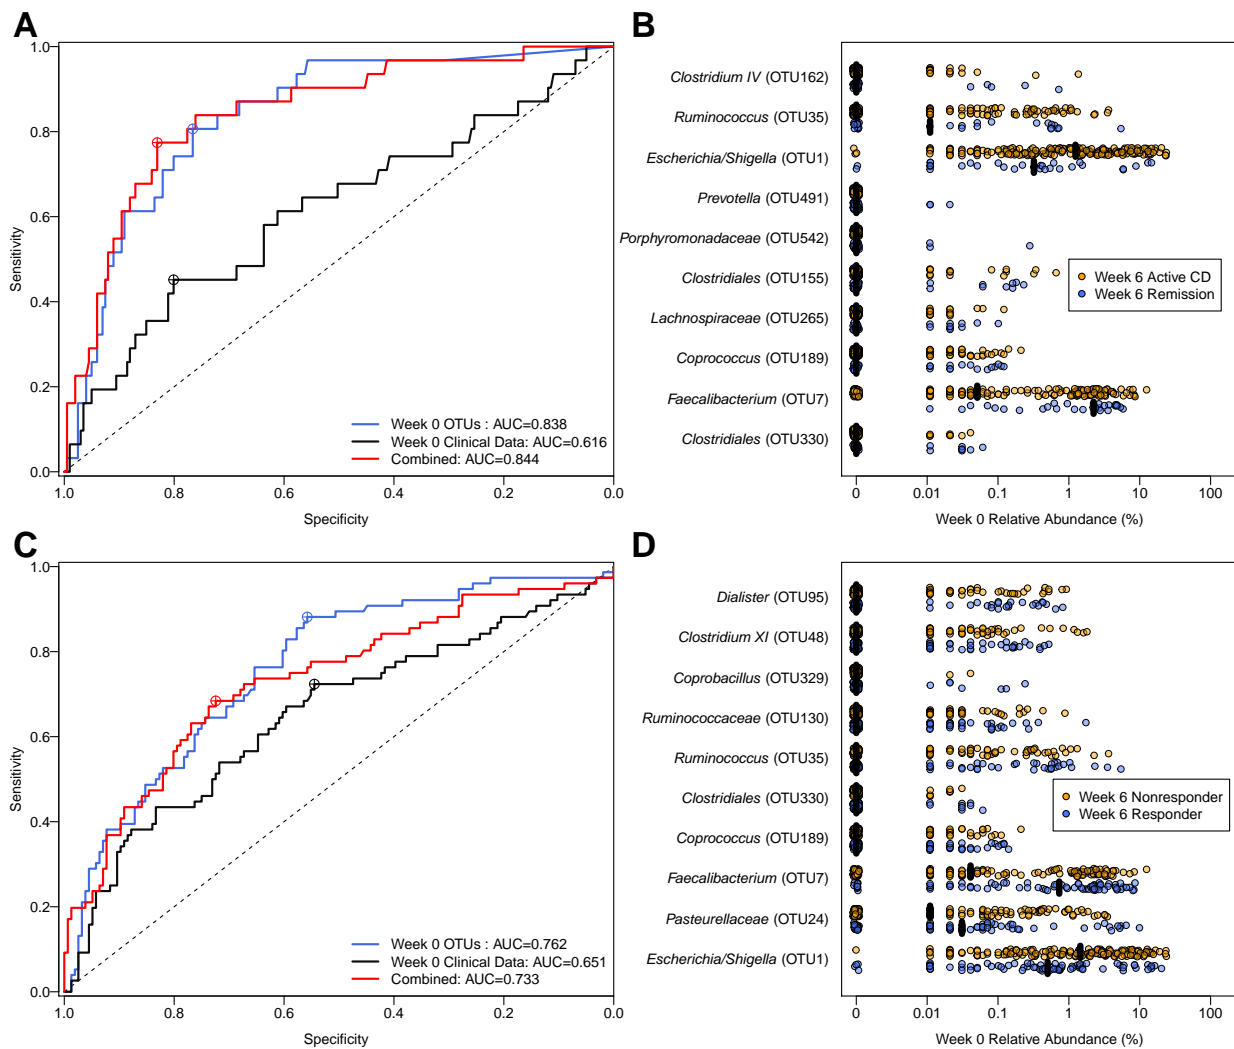 A
1.0
0.8
0.6
0.4
0.2
0.0
Sensitivity
1.0
0.8
0.6
0.4
0.2
0.0
Specificity
Week 0 OTUs : AUC=0.838
Week 0 Clinical Data: AUC=0.616
Combined: AUC=0.844
B
Clostridium IV (OTU162)
Ruminococcus (OTU35)
Escherichia/Shigella (OTU1)
Prevotella (OTU491)
Porphyromonadaceae (OTU542)
Clostridiales (OTU155)
Lachnospiraceae (OTU265)
Coprococcus (OTU189)
Faecalibacterium (OTU7)
Clostridiales (OTU330)
Week 6 Active CD
Week 6 Remission
0
0.01
0.1
1
10
100
Week 0 Relative Abundance (%)
C
1.0
0.8
0.6
0.4
0.2
0.0
Sensitivity
1.0
0.8
0.6
0.4
0.2
0.0
Specificity
Week 0 OTUs : AUC=0.762
Week 0 Clinical Data: AUC=0.651
Combined: AUC=0.733
D
Dialister (OTU95)
Clostridium XI (OTU48)
Coprobacillus (OTU329)
Ruminococcaceae (OTU130)
Ruminococcus (OTU35)
Clostridiales (OTU330)
Coprococcus (OTU189)
Faecalibacterium (OTU7)
Pasteurellaceae (OTU24)
Escherichia/Shigella (OTU1)
Week 6 Nonresponder
Week 6 Responder
0
0.01
0.1
1
10
100
Week 0 Relative Abundance (%)